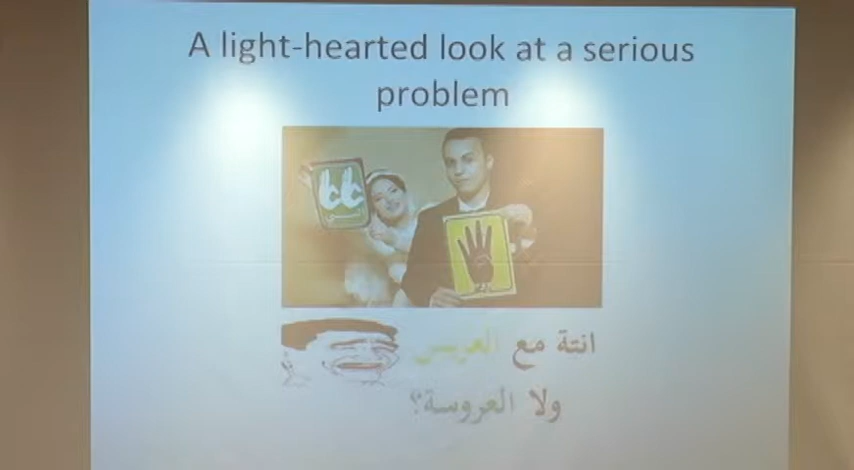 A light-hearted look at a serious
problem
انتة مع العريس
ولا العروسة؟